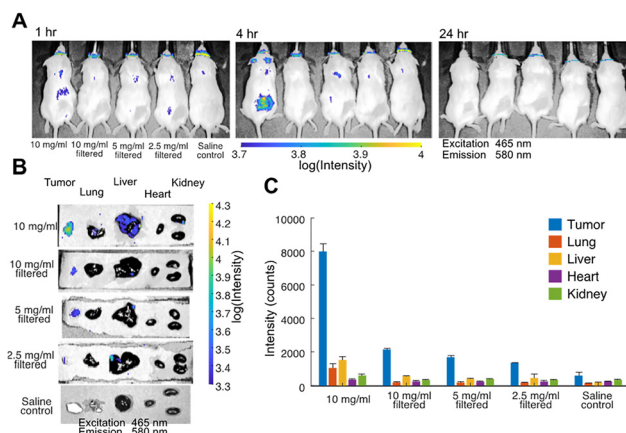 A
1 hr
4 hr
24 hr
10 mg/ml
10 mg/ml filtered
5 mg/ml filtered
2.5 mg/ml filtered
Saline control
3.7
3.8
3.9
4
log(Intensity)
Excitation 465 nm
Emission 580 nm
B
Tumor
Lung
Liver
Heart
Kidney
10 mg/ml
10 mg/ml
filtered
5 mg/ml
filtered
2.5 mg/ml
filtered
Saline
control
Excitation 465 nm
Emission 580 nm
4.3
4.2
4.1
4
3.9
3.8
3.7
3.6
3.5
3.4
3.3
log(Intensity)
C
10000
8000
6000
4000
2000
0
Intensity (counts)
Tumor
Lung
Liver
Heart
Kidney
10 mg/ml
10 mg/ml
filtered
5 mg/ml
filtered
2.5 mg/ml
filtered
Saline
control